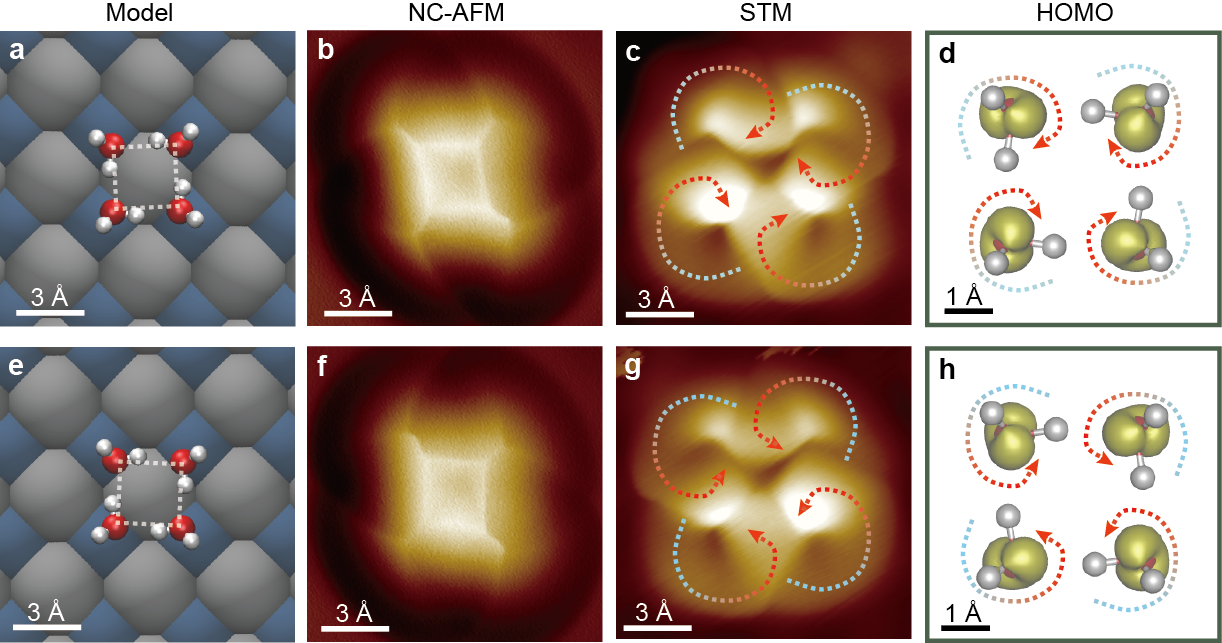 Model
NC-AFM
STM
HOMO
a
b
c
d
3 Å
3 Å
3 Å
1 Å
e
f
g
h
3 Å
3 Å
3 Å
1 Å